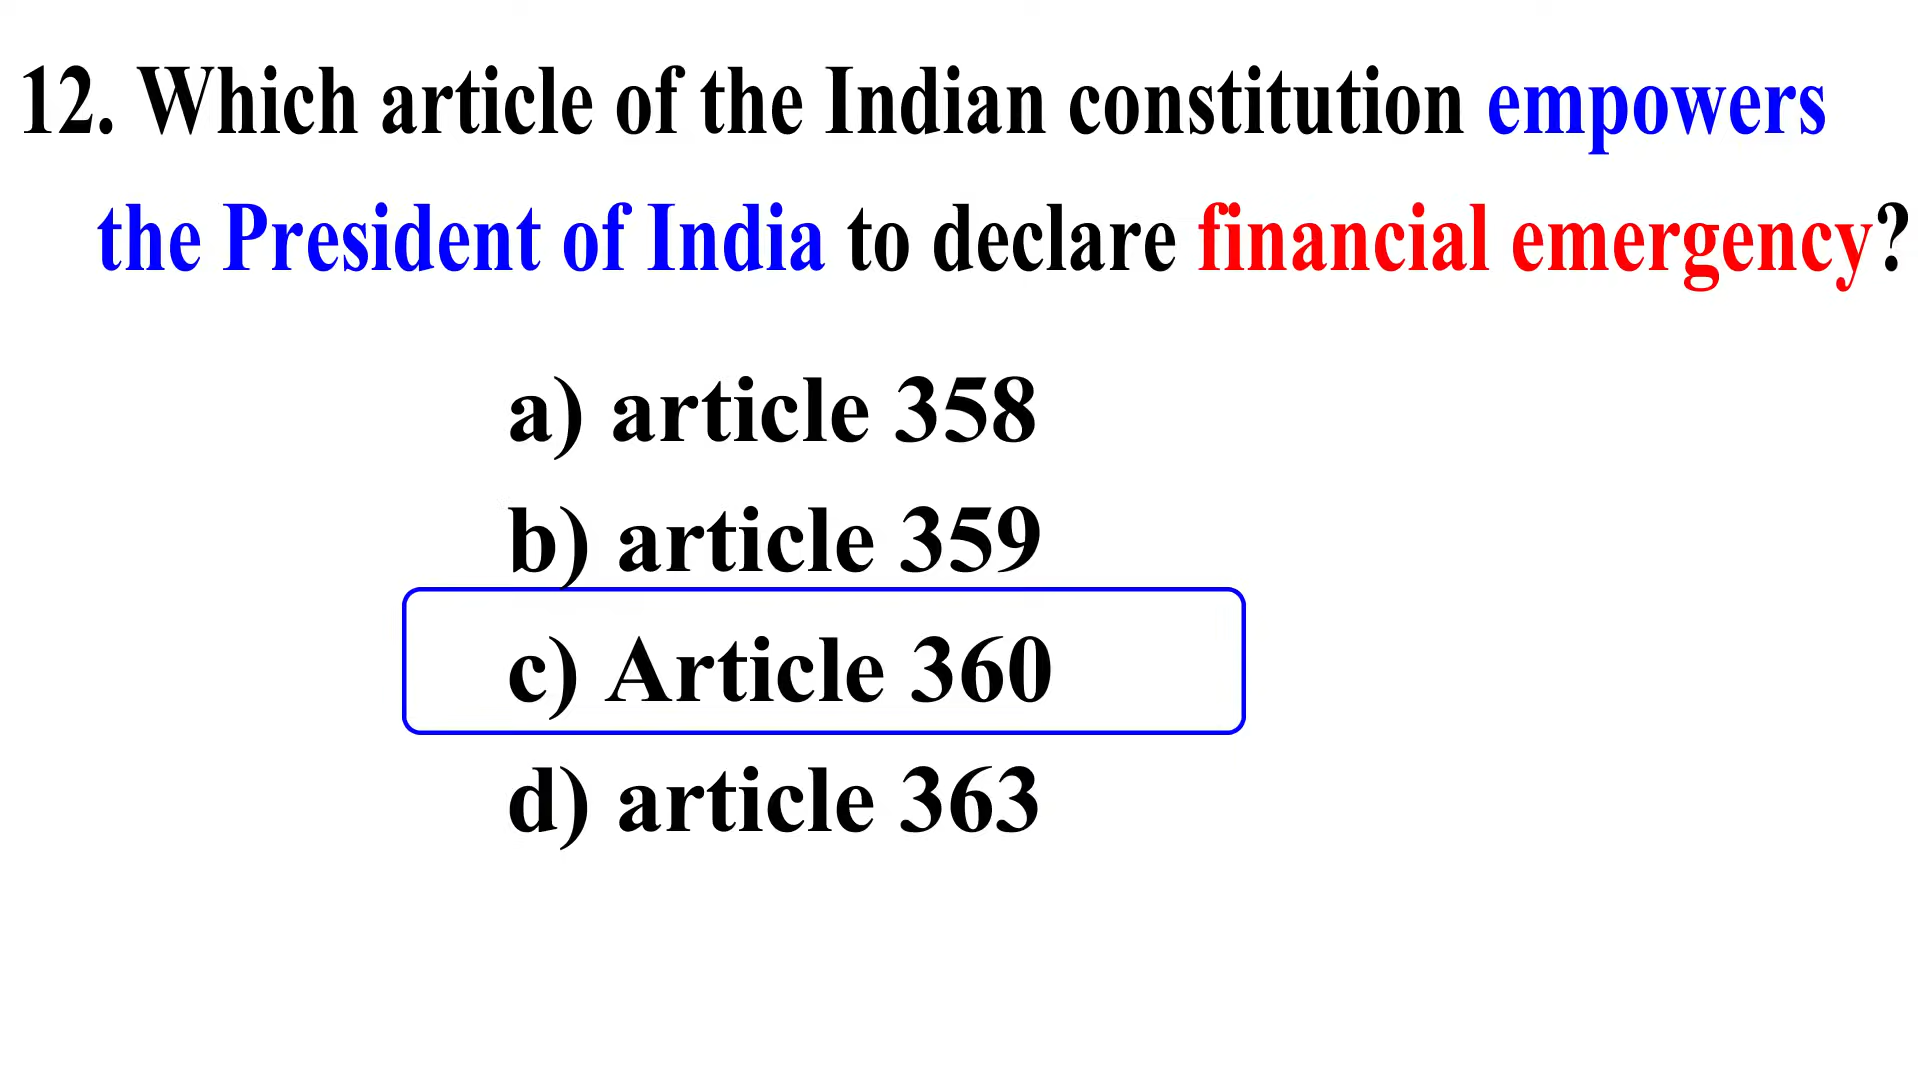 12. Which article of the Indian constitution empowers
the President of India to declare financial emergency?
a) article 358
b) article 359
c) Article 360
d) article 363